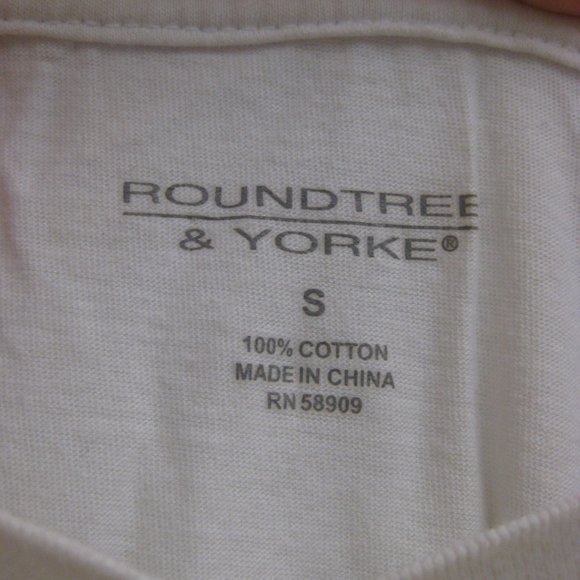 ROUNDTREE
& YORKE®
S
100% COTTON
MADE IN CHINA
RN 58909